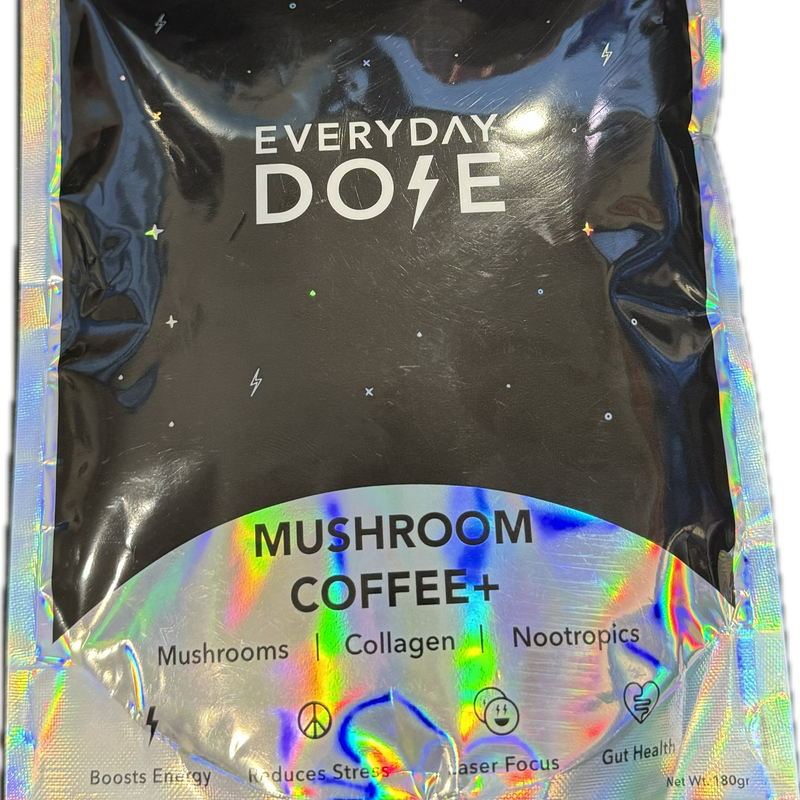 EVERYDAY
DOSE
MUSHROOM
COFFEE+
Mushrooms | Collagen | Nootropics
Boosts Energy Reduces Stress Laser Focus Gut Health
Net Wt. 180gr